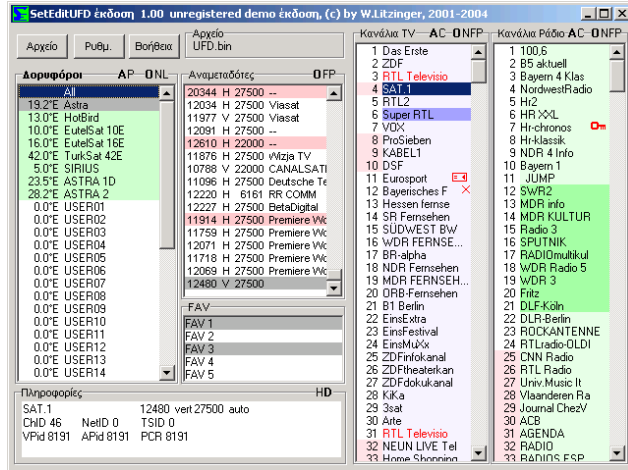 SetEditUFD έκδοση 1.00 unregistered demo έκδοση, (c) by W.Litzinger, 2001-2004
Αρχείο Ρυθμ. Βοήθεια
Αρχείο
UFD.bin
Δορυφόροι AP-ONL
All
19.2°E Astra
13.0°E HotBird
10.0°E EutelSat 10E
16.0°E EutelSat 16E
42.0°E TurkSat 42E
5.0°E SIRIUS
23.5°E ASTRA 1D
28.2°E ASTRA 2
0.0°E USER01
0.0°E USER02
0.0°E USER03
0.0°E USER04
0.0°E USER05
0.0°E USER06
0.0°E USER07
0.0°E USER08
0.0°E USER09
0.0°E USER10
0.0°E USER11
0.0°E USER12
0.0°E USER13
0.0°E USER14
Αναμεταδότες OFP
20344 H 27500 --
12034 H 27500 Viasat
11977 V 27500 Viasat
12091 H 27500 --
12610 H 22000 --
11876 H 27500 Wizja TV
10788 V 22000 CANALSATI
11096 H 27500 Deutsche Te
12220 H 6161 RR COMM
12227 H 27500 BetaDigital
11914 H 27500 Premiere Wo
11759 H 27500 Premiere Wo
12071 H 27500 Premiere Wo
11718 H 27500 Premiere Wo
12069 H 27500 Premiere Wo
12480 V 27500
FAV
FAV 1
FAV 2
FAV 3
FAV 4
FAV 5
Πληροφορίες HD
SAT.1 12480 vert 27500 auto
ChID 46 NetID 0 TSID 0
VPid 8191 APid 8191 PCR 8191
Κανάλια TV AC-ONFP
1 Das Erste
2 ZDF
3 RTL Televisio
4 SAT.1
5 RTL2
6 Super RTL
7 VOX
8 ProSieben
9 KABEL1
10 DSF
11 Eurosport
12 Bayerisches F
13 Hessen fernse
14 SR Fernsehen
15 SÜDWEST BW
16 WDR FERNSE...
17 BR-alpha
18 NDR Fernsehen
19 MDR FERNSEH...
20 ORB-Fernsehen
21 B1 Berlin
22 EinsExtra
23 EinsFestival
24 EinsMuXx
25 ZDFinfokanal
26 ZDFtheaterkan
27 ZDFdokukanal
28 KiKa
29 3sat
30 Arte
31 RTL Televisio
32 NEUN LIVE Tel
33 Home Shopping
Κανάλια Ράδιο AC-ONFP
1 100,6
2 B5 aktuell
3 Bayern 4 Klas
4 NordwestRadio
5 Hr2
6 HR XXL
7 Hr-chronos
8 Hr-klassik
9 NDR 4 Info
10 Bayern 1
11 JUMP
12 SWR2
13 MDR info
14 MDR KULTUR
15 Radio 3
16 SPUTNIK
17 RADIOmultikul
18 WDR Radio 5
19 WDR 3
20 Fritz
21 DLF-Köln
22 DLR-Berlin
23 ROCKANTENNE
24 RTLradio-OLDI
25 CNN Radio
26 RTL Radio
27 Univ.Music It
28 Vlaanderen Ra
29 Journal ChezV
30 ACB
31 AGENDA
32 RADIO
33 RADIOS ESP